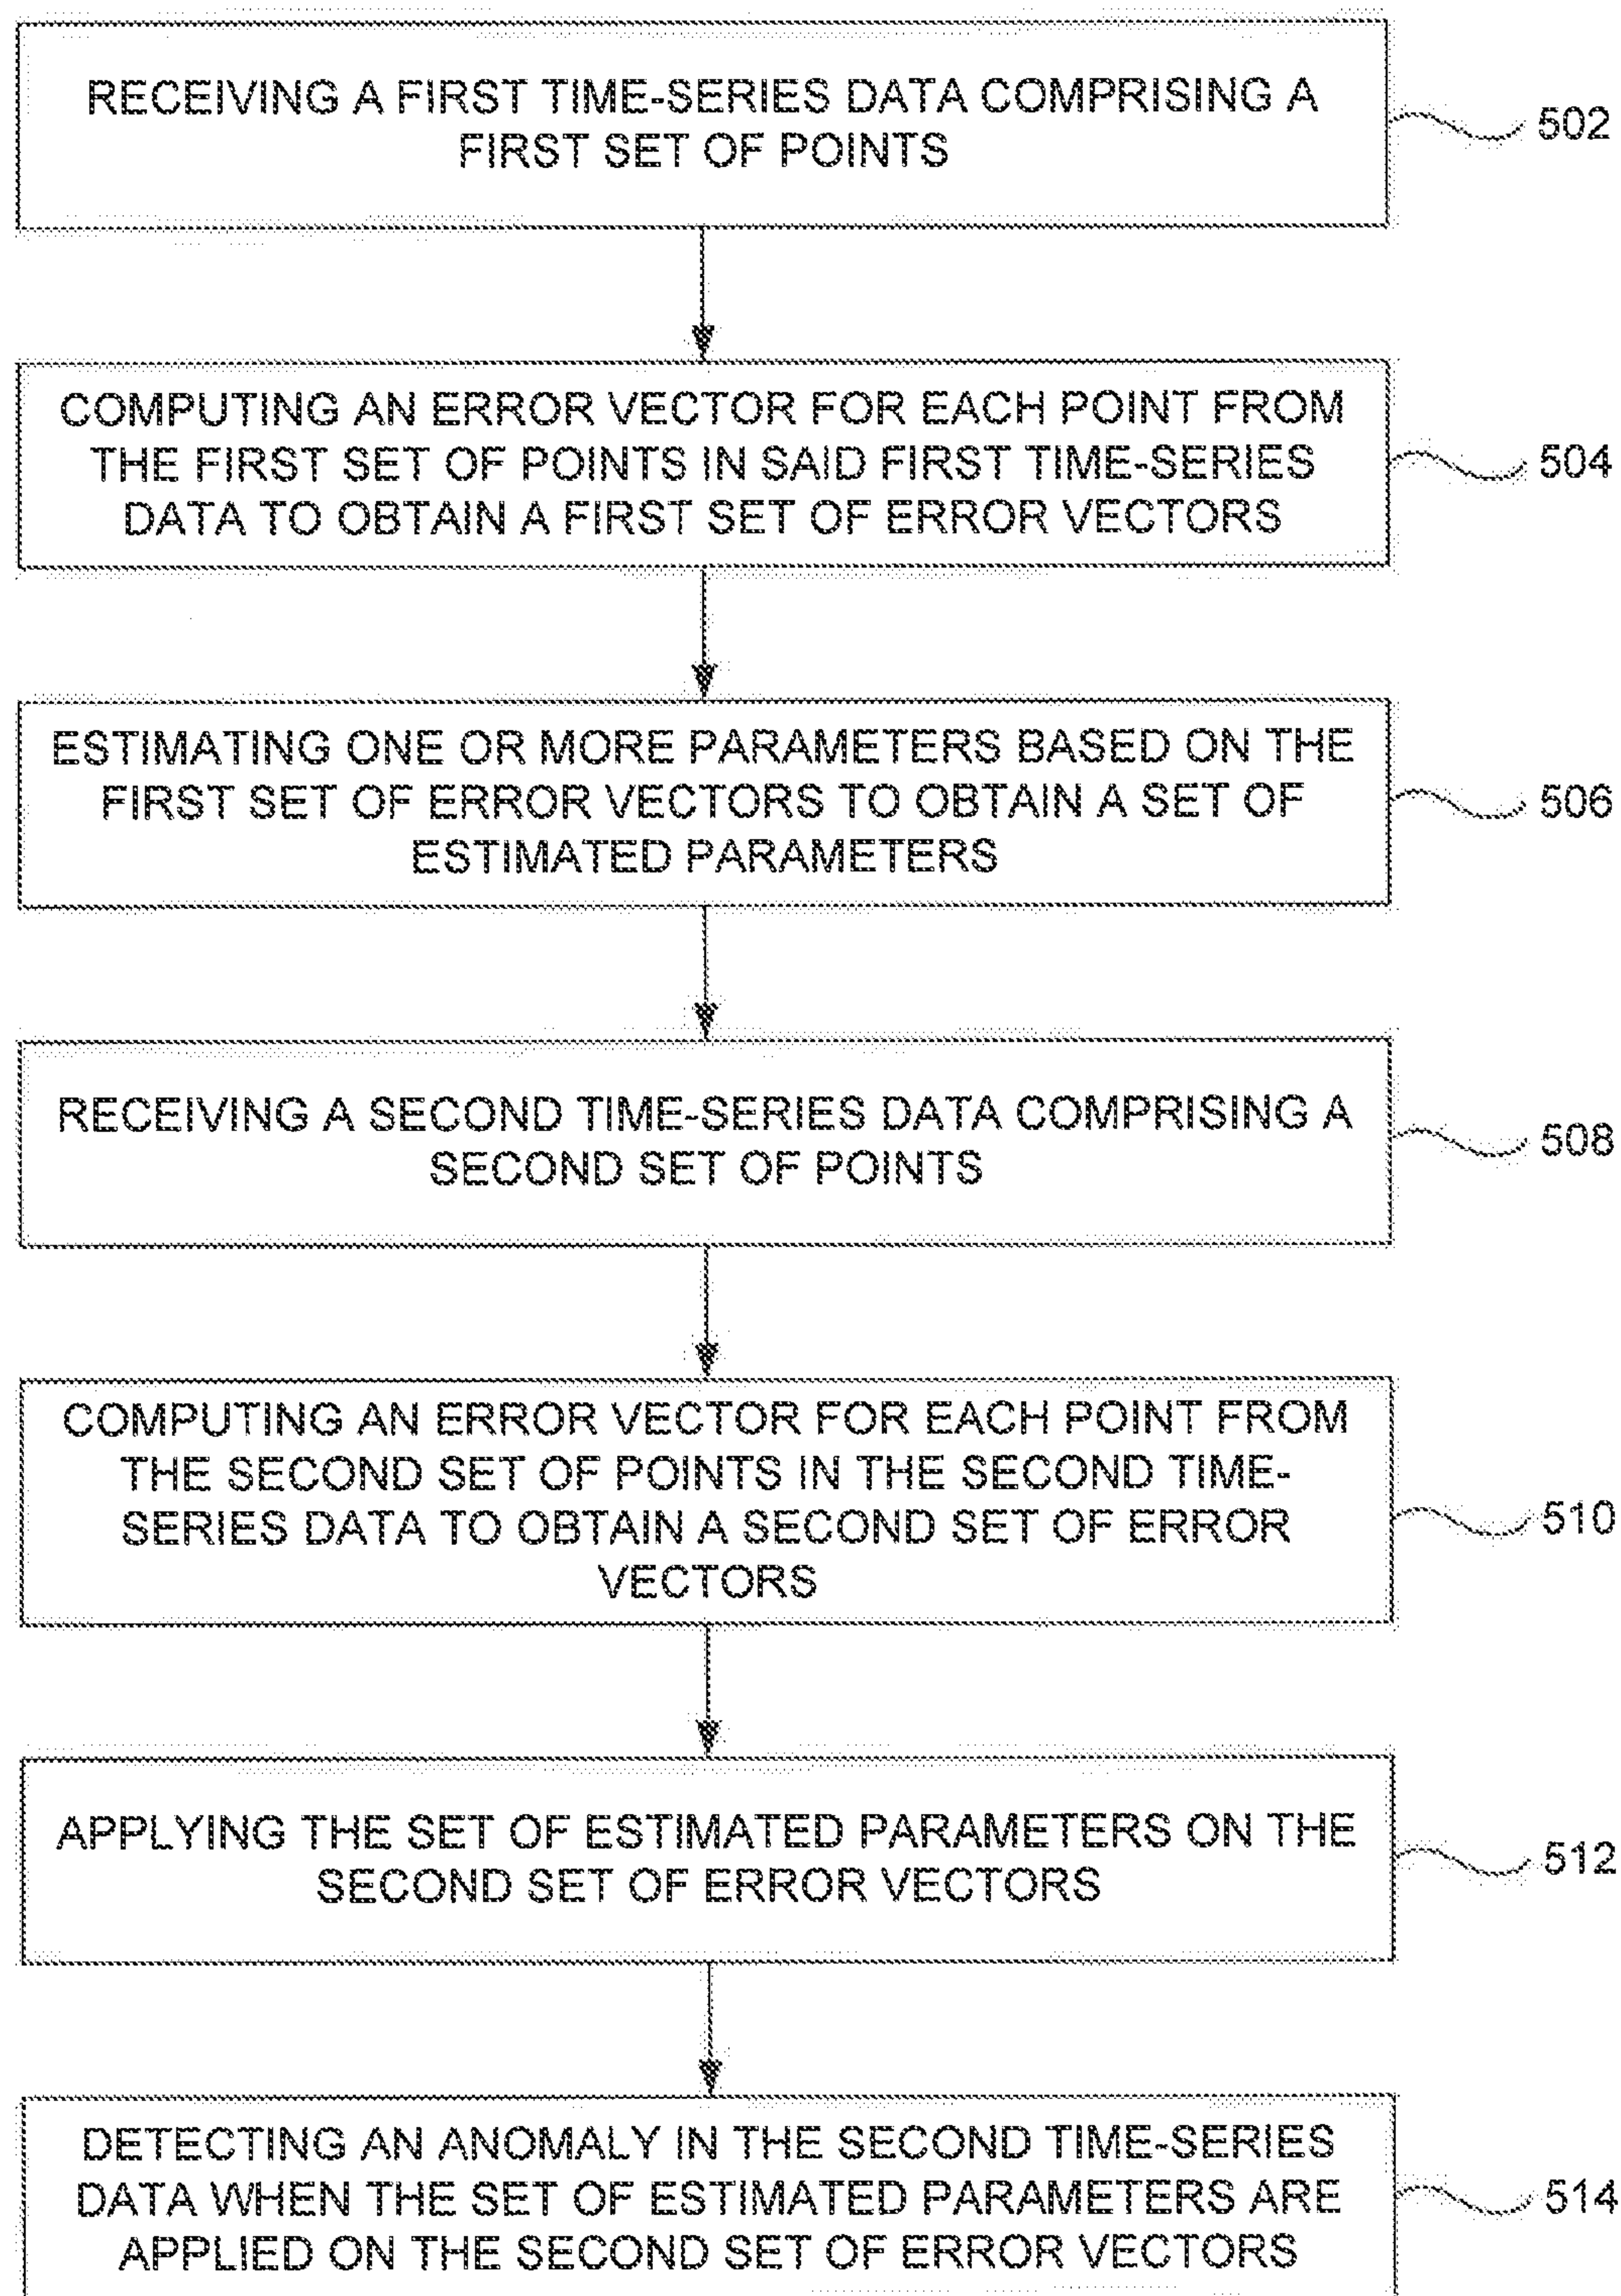 RECEIVING A FIRST TIME-SERIES DATA COMPRISING A
FIRST SET OF POINTS
502
COMPUTING AN ERROR VECTOR FOR EACH POINT FROM
THE FIRST SET OF POINTS IN SAID FIRST TIME-SERIES
DATA TO OBTAIN A FIRST SET OF ERROR VECTORS
504
ESTIMATING ONE OR MORE PARAMETERS BASED ON THE
FIRST SET OF ERROR VECTORS TO OBTAIN A SET OF
ESTIMATED PARAMETERS
506
RECEIVING A SECOND TIME-SERIES DATA COMPRISING A
SECOND SET OF POINTS
508
COMPUTING AN ERROR VECTOR FOR EACH POINT FROM
THE SECOND SET OF POINTS IN THE SECOND TIME-
SERIES DATA TO OBTAIN A SECOND SET OF ERROR
VECTORS
510
APPLYING THE SET OF ESTIMATED PARAMETERS ON THE
SECOND SET OF ERROR VECTORS
512
DETECTING AN ANOMALY IN THE SECOND TIME-SERIES
DATA WHEN THE SET OF ESTIMATED PARAMETERS ARE
APPLIED ON THE SECOND SET OF ERROR VECTORS
514